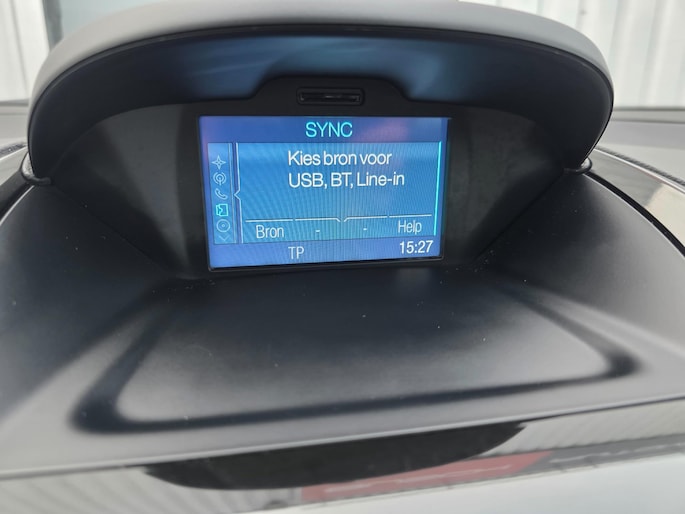 SYNC
Kies bron voor
USB, BT, Line-in
Bron - - Help
TP 15:27